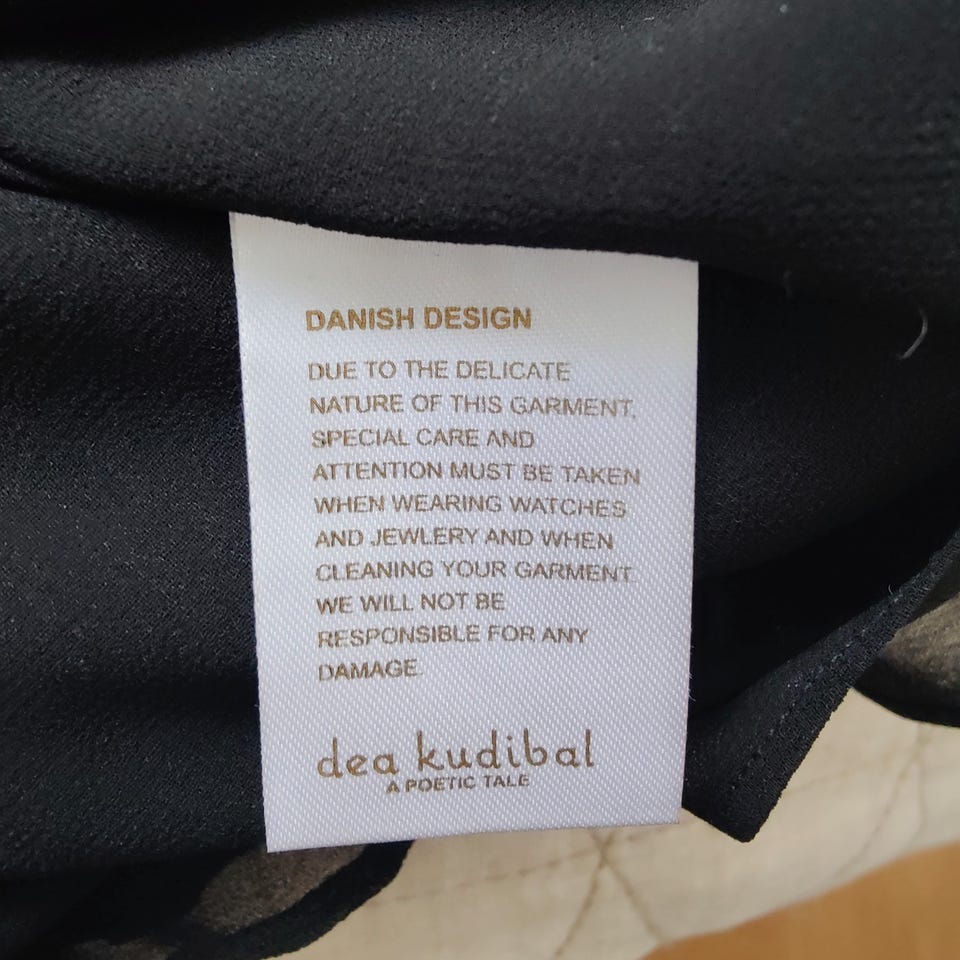 DANISH DESIGN
DUE TO THE DELICATE
NATURE OF THIS GARMENT,
SPECIAL CARE AND
ATTENTION MUST BE TAKEN
WHEN WEARING WATCHES
AND JEWLERY AND WHEN
CLEANING YOUR GARMENT.
WE WILL NOT BE
RESPONSIBLE FOR ANY
DAMAGE.
dea kudibal
A POETIC TALE